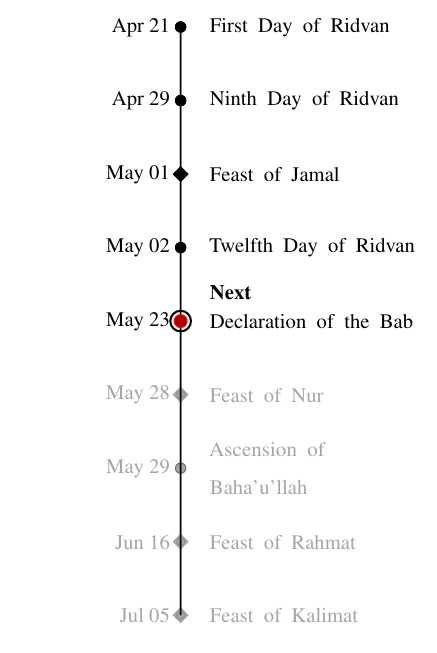 Apr 21 First Day of Ridvan
Apr 29 Ninth Day of Ridvan
May 01 Feast of Jamal
May 02 Twelfth Day of Ridvan
Next
May 23 Declaration of the Bab
May 28 Feast of Nur
Ascension of
May 29
Baha'u'llah
Jun 16 Feast of Rahmat
Jul 05 Feast of Kalimat